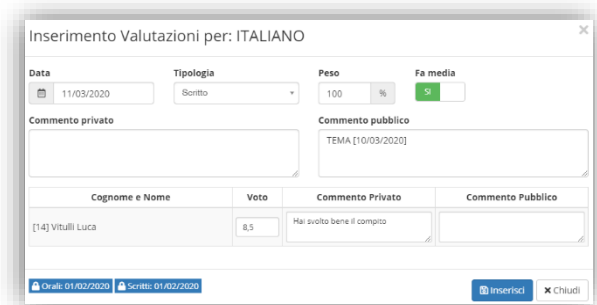 Inserimento Valutazioni per: ITALIANO ×
Data Tipologia Peso Fa media
11/03/2020 Scritto 100 % SI
Commento privato Commento pubblico
TEMA [10/03/2020]
Cognome e Nome Voto Commento Privato Commento Pubblico
[14] Vitulli Luca 8,5 Hai svolto bene il compito
Orali: 01/02/2020 Scritti: 01/02/2020 Inserisci × Chiudi